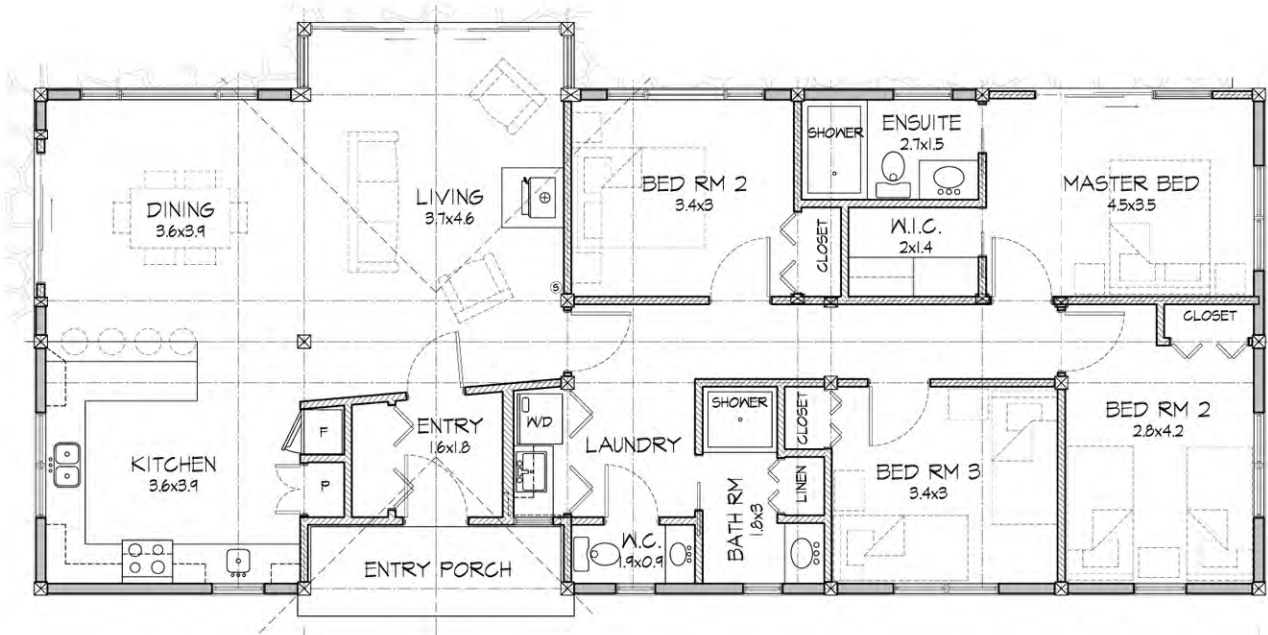 SHOWER
ENSUITE
2.7x1.5
BED RM 2
3.4x3
MASTER BED
4.5x3.5
LIVING
3.7x4.6
DINING
3.6x3.9
W.I.C.
2x1.4
CLOSET
S
CLOSET
F
ENTRY
1.6x1.8
W/D
SHOWER
CLOSET
BED RM 2
2.8x4.2
LAUNDRY
KITCHEN
3.6x3.9
P
BED RM 3
3.4x3
LINEN
BATH RM
1.8x3
W.C.
1.9x0.9
ENTRY PORCH